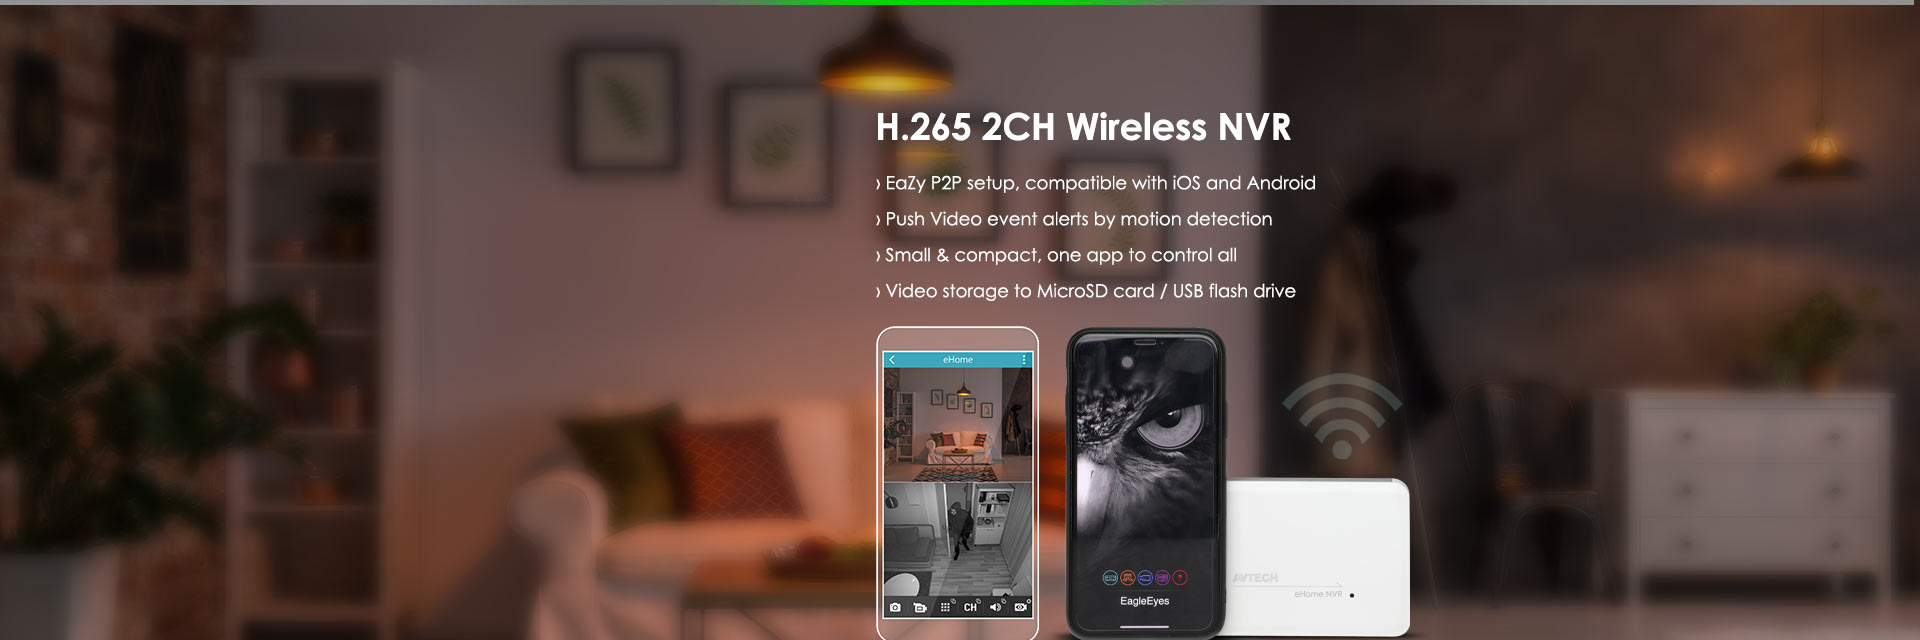 H.265 2CH Wireless NVR
› EaZy P2P setup, compatible with iOS and Android
› Push Video event alerts by motion detection
› Small & compact, one app to control all
› Video storage to MicroSD card / USB flash drive
eHome
CH
EagleEyes
AVTECH
eHome NVR